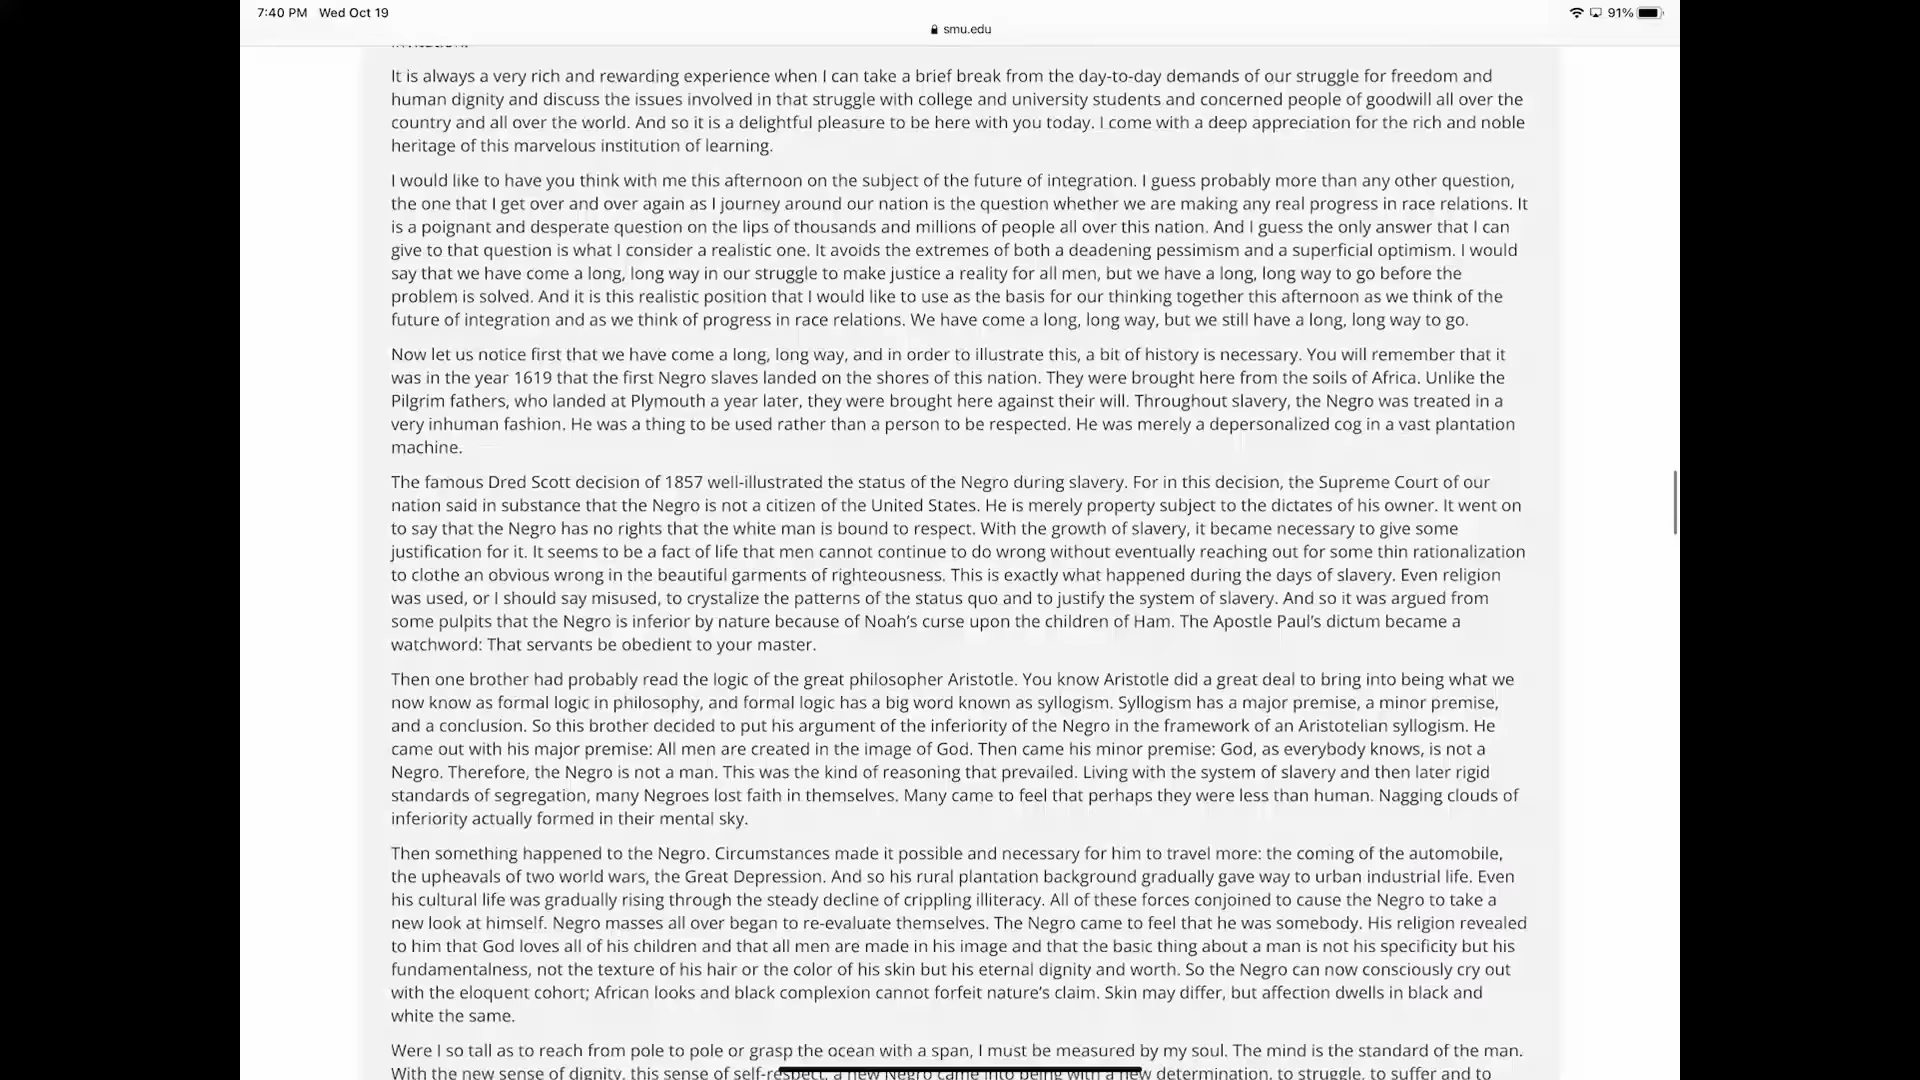 7:40 PM Wed Oct 19
91%
smu.edu
It is always a very rich and rewarding experience when I can take a brief break from the day-to-day demands of our struggle for freedom and
human dignity and discuss the issues involved in that struggle with college and university students and concerned people of goodwill all over the
country and all over the world. And so it is a delightful pleasure to be here with you today. I come with a deep appreciation for the rich and noble
heritage of this marvelous institution of learning.
I would like to have you think with me this afternoon on the subject of the future of integration. I guess probably more than any other question,
the one that I get over and over again as I journey around our nation is the question whether we are making any real progress in race relations. It
is a poignant and desperate question on the lips of thousands and millions of people all over this nation. And I guess the only answer that I can
give to that question is what I consider a realistic one. It avoids the extremes of both a deadening pessimism and a superficial optimism. I would
say that we have come a long, long way in our struggle to make justice a reality for all men, but we have a long, long way to go before the
problem is solved. And it is this realistic position that I would like to use as the basis for our thinking together this afternoon as we think of the
future of integration and as we think of progress in race relations. We have come a long, long way, but we still have a long, long way to go.
Now let us notice first that we have come a long, long way, and in order to illustrate this, a bit of history is necessary. You will remember that it
was in the year 1619 that the first Negro slaves landed on the shores of this nation. They were brought here from the soils of Africa. Unlike the
Pilgrim fathers, who landed at Plymouth a year later, they were brought here against their will. Throughout slavery, the Negro was treated in a
very inhuman fashion. He was a thing to be used rather than a person to be respected. He was merely a depersonalized cog in a vast plantation
machine.
The famous Dred Scott decision of 1857 well-illustrated the status of the Negro during slavery. For in this decision, the Supreme Court of our
nation said in substance that the Negro is not a citizen of the United States. He is merely property subject to the dictates of his owner. It went on
to say that the Negro has no rights that the white man is bound to respect. With the growth of slavery, it became necessary to give some
justification for it. It seems to be a fact of life that men cannot continue to do wrong without eventually reaching out for some thin rationalization
to clothe an obvious wrong in the beautiful garments of righteousness. This is exactly what happened during the days of slavery. Even religion
was used, or I should say misused, to crystalize the patterns of the status quo and to justify the system of slavery. And so it was argued from
some pulpits that the Negro is inferior by nature because of Noah's curse upon the children of Ham. The Apostle Paul's dictum became a
watchword: That servants be obedient to your master.
Then one brother had probably read the logic of the great philosopher Aristotle. You know Aristotle did a great deal to bring into being what we
now know as formal logic in philosophy, and formal logic has a big word known as syllogism. Syllogism has a major premise, a minor premise,
and a conclusion. So this brother decided to put his argument of the inferiority of the Negro in the framework of an Aristotelian syllogism. He
came out with his major premise: All men are created in the image of God. Then came his minor premise: God, as everybody knows, is not a
Negro. Therefore, the Negro is not a man. This was the kind of reasoning that prevailed. Living with the system of slavery and then later rigid
standards of segregation, many Negroes lost faith in themselves. Many came to feel that perhaps they were less than human. Nagging clouds of
inferiority actually formed in their mental sky.
Then something happened to the Negro. Circumstances made it possible and necessary for him to travel more: the coming of the automobile,
the upheavals of two world wars, the Great Depression. And so his rural plantation background gradually gave way to urban industrial life. Even
his cultural life was gradually rising through the steady decline of crippling illiteracy. All of these forces conjoined to cause the Negro to take a
new look at himself. Negro masses all over began to re-evaluate themselves. The Negro came to feel that he was somebody. His religion revealed
to him that God loves all of his children and that all men are made in his image and that the basic thing about a man is not his specificity but his
fundamentalness, not the texture of his hair or the color of his skin but his eternal dignity and worth. So the Negro can now consciously cry out
with the eloquent cohort; African looks and black complexion cannot forfeit nature's claim. Skin may differ, but affection dwells in black and
white the same.
Were I so tall as to reach from pole to pole or grasp the ocean with a span, I must be measured by my soul. The mind is the standard of the man.
With the new sense of dignity, this sense of self-respect, a new Negro came into being with a new determination, to struggle, to suffer and to